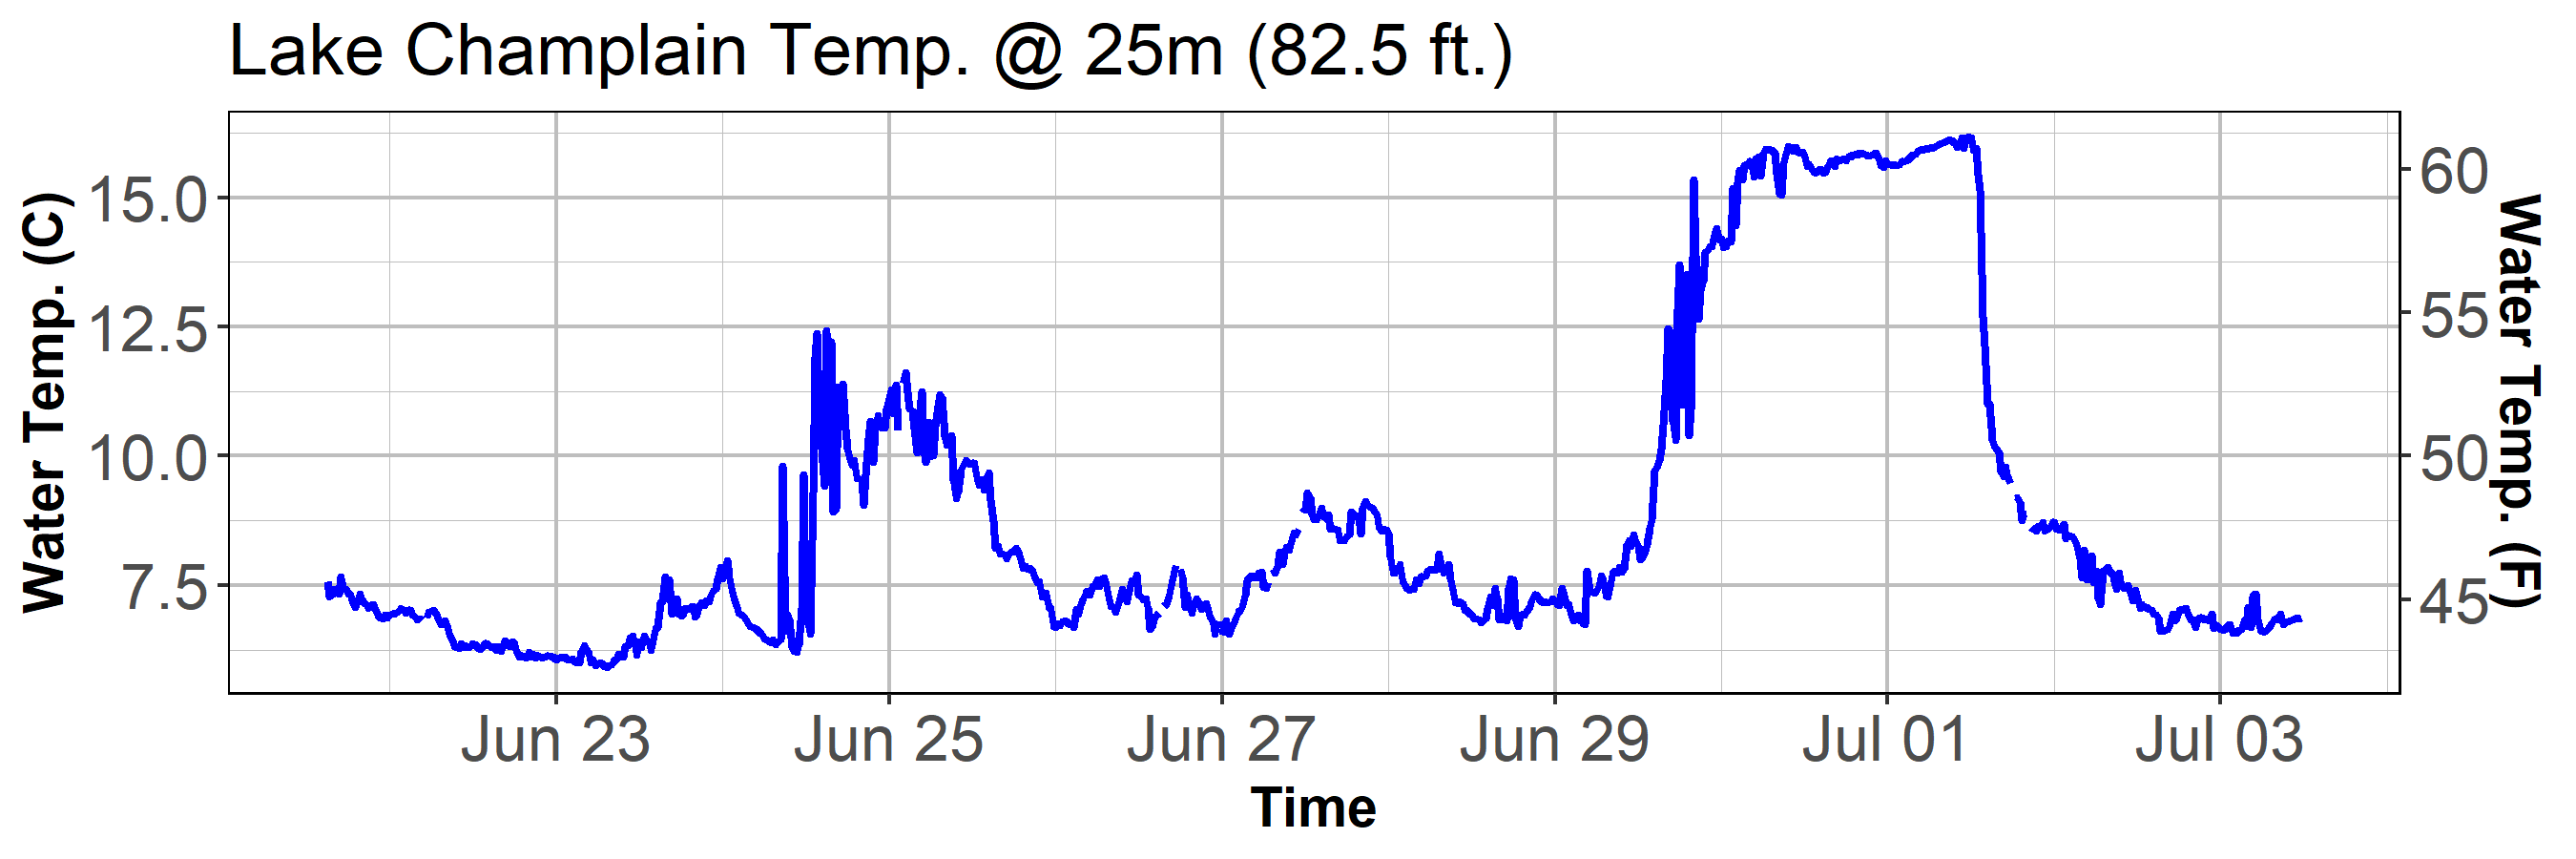 Lake Champlain Temp. @ 25m (82.5 ft.)
Water Temp. (C)
15.0
12.5
10.0
7.5
60
55
50
45
Water Temp. (F)
Jun 23 Jun 25 Jun 27 Jun 29 Jul 01 Jul 03
Time